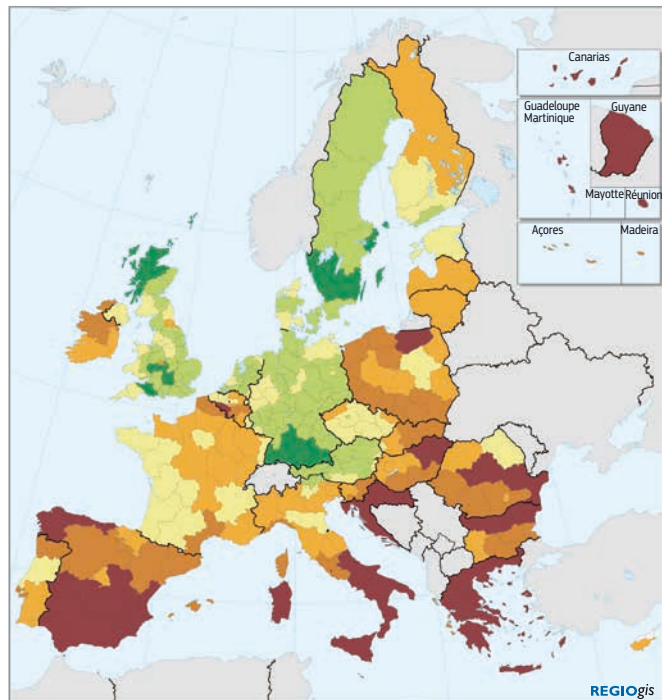 Canarias
Guadeloupe
Martinique
Guyane
Mayotte
Réunion
Açores
Madeira
REGIOgis